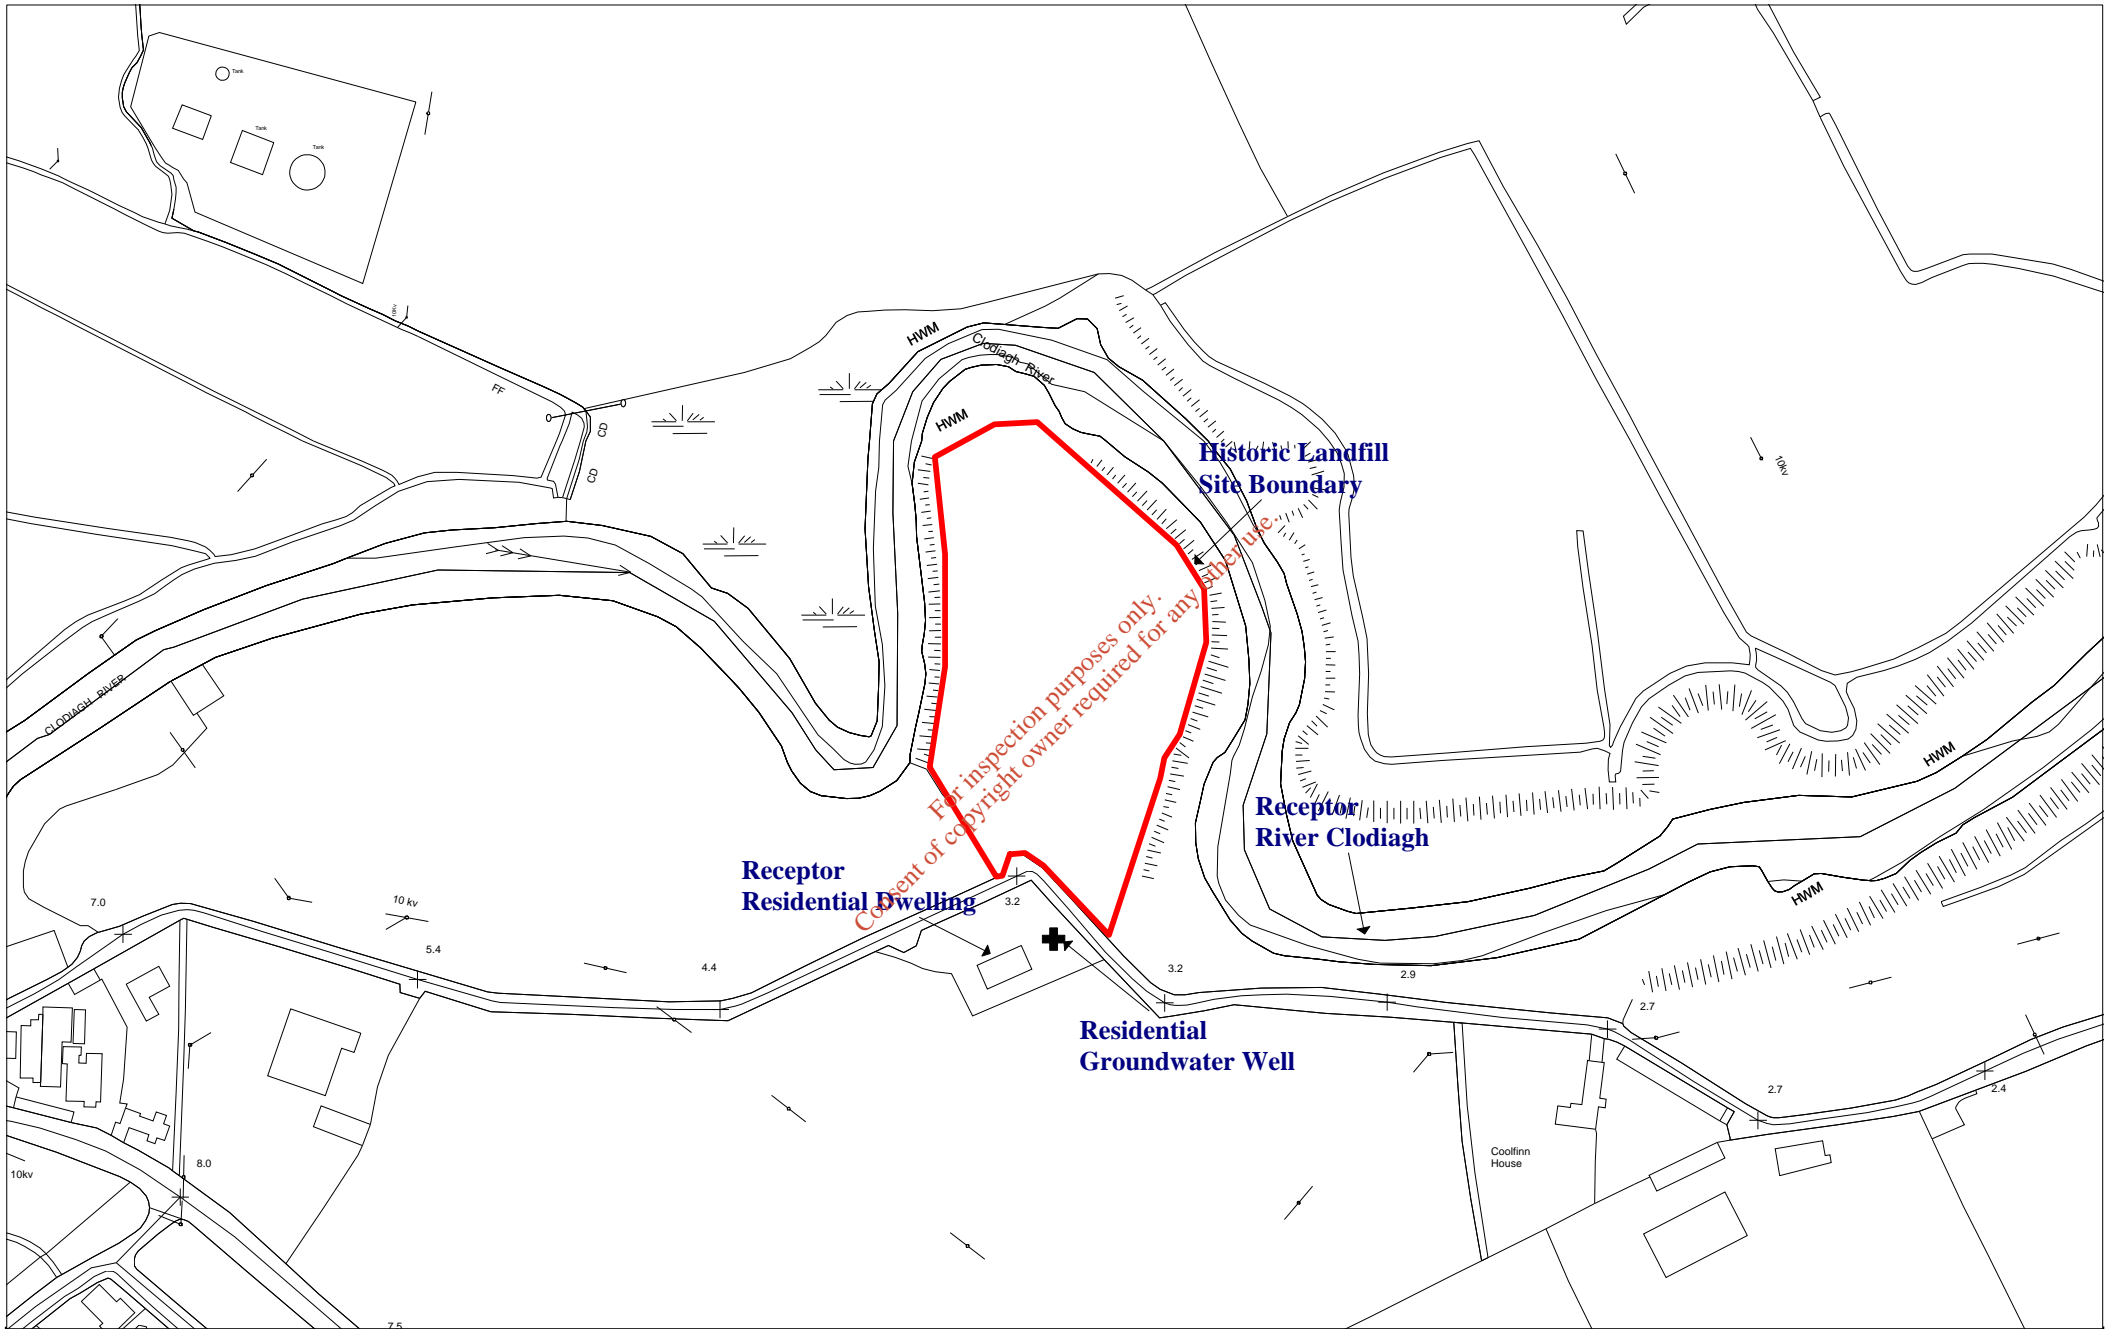 Tank
Tank
Tank
10Kv
FF
CD
CD
HWM
Clodiagh River
HWM
Historic Landfill
Site Boundary
10kv
For inspection purposes only.
Consent of copyright owner required for any other use.
CLODIAGH RIVER
HWM
Receptor
River Clodiagh
HWM
Receptor
Residential Dwelling
7.0
10 kv
5.4
4.4
3.2
3.2
2.9
2.7
Residential
Groundwater Well
2.7
2.4
Coolfinn
House
8.0
10kv
7.5